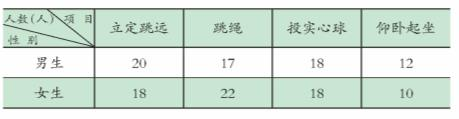 人数(人) 项目 立定跳远 跳绳 投实心球 仰卧起坐
性别
男生 20 17 18 12
女生 18 22 18 10